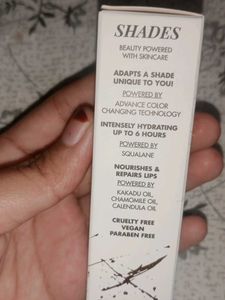 SHADES
BEAUTY POWERED
WITH SKINCARE
ADAPTS A SHADE
UNIQUE TO YOU!
POWERED BY
ADVANCE COLOR
CHANGING TECHNOLOGY
INTENSELY HYDRATING
UP TO 6 HOURS
POWERED BY
SQUALANE
NOURISHES &
REPAIRS LIPS
POWERED BY
KAKADU OIL,
CHAMOMILE OIL,
CALENDULA OIL
CRUELTY FREE
VEGAN
PARABEN FREE